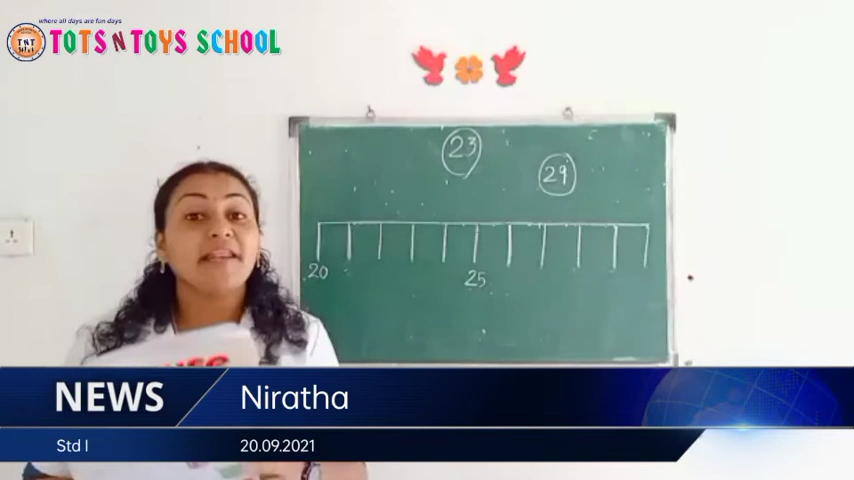 where all days are fun days
TNT
TOTS N TOYS SCHOOL
23
29
20
25
NEWS
Niratha
Std I
20.09.2021